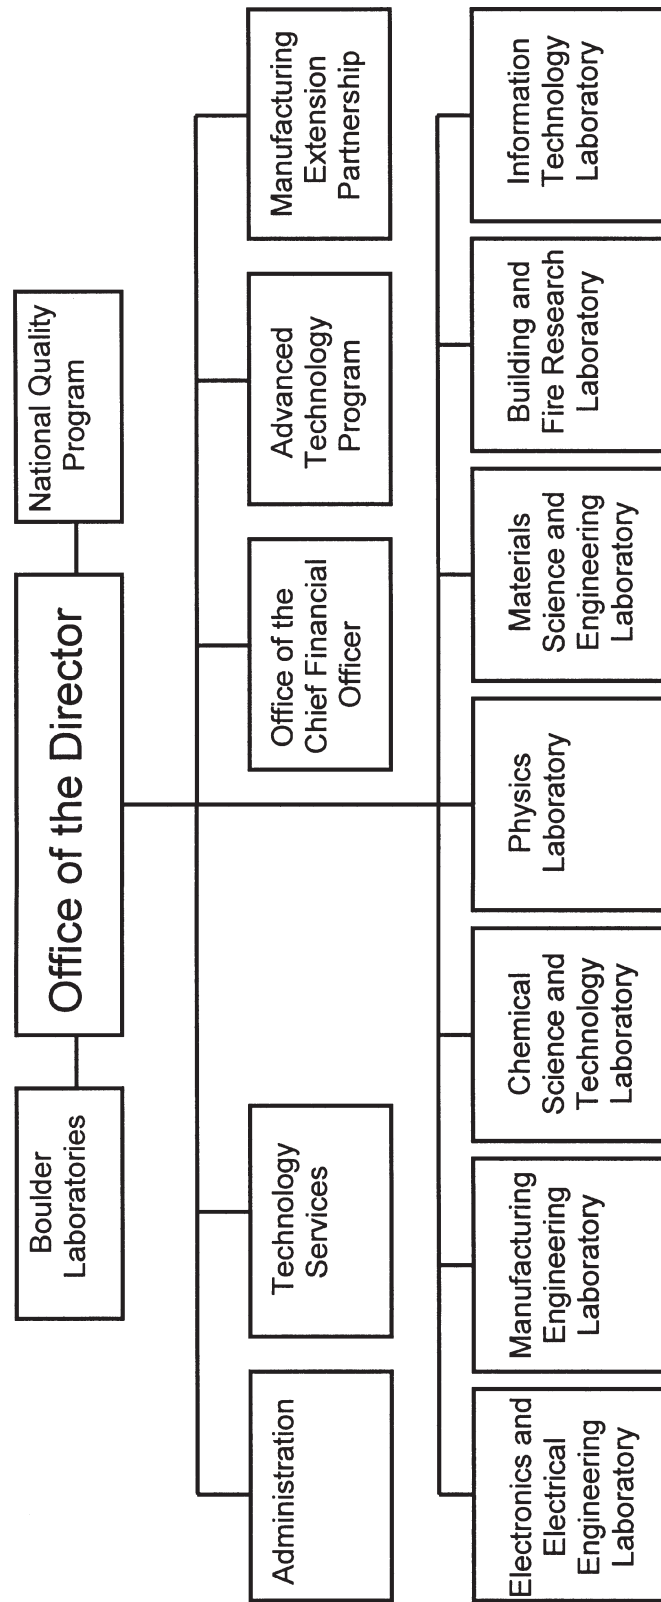 Boulder
Laboratories
Office of the Director
National Quality
Program
Administration
Technology
Services
Office of the
Chief Financial
Officer
Advanced
Technology
Program
Manufacturing
Extension
Partnership
Electronics and
Electrical
Engineering
Laboratory
Manufacturing
Engineering
Laboratory
Chemical
Science and
Technology
Laboratory
Physics
Laboratory
Materials
Science and
Engineering
Laboratory
Building and
Fire Research
Laboratory
Information
Technology
Laboratory